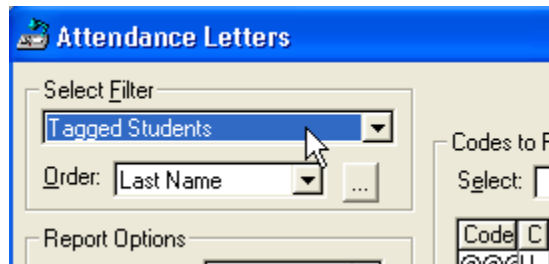 Attendance Letters
Select Filter
Tagged Students
Order: Last Name ...
Codes to
Select:
Report Options
Code C